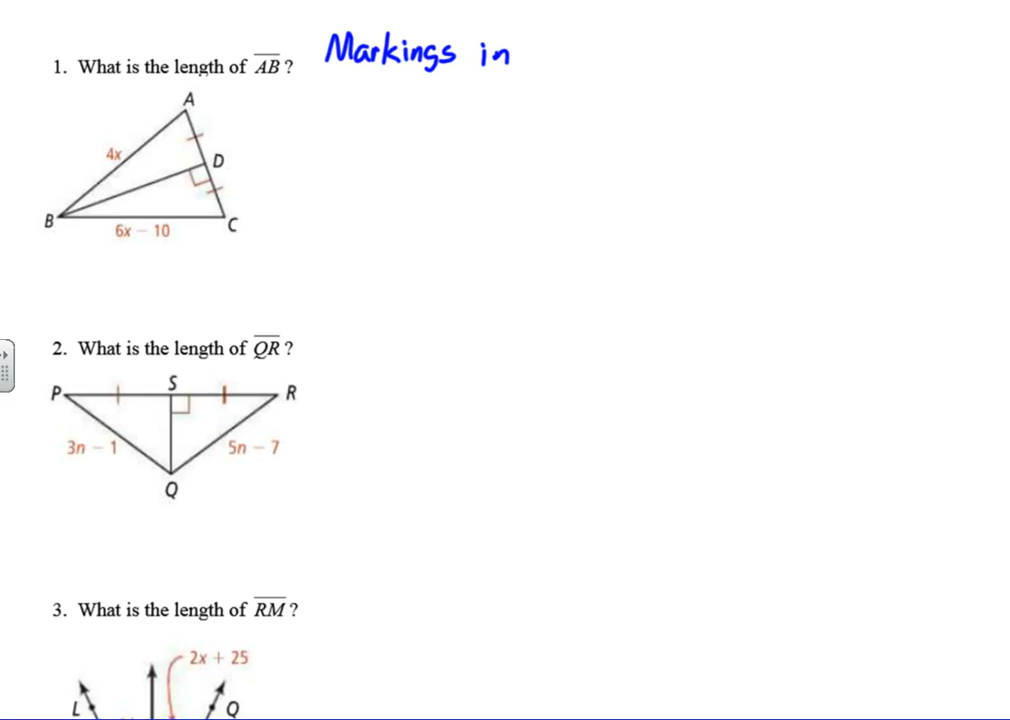 1. What is the length of AB? Markings in
A
4x
D
B
C
6x – 10
2. What is the length of QR?
S
P
R
3n – 1
5n – 7
Q
3. What is the length of RM?
2x + 25
L
Q